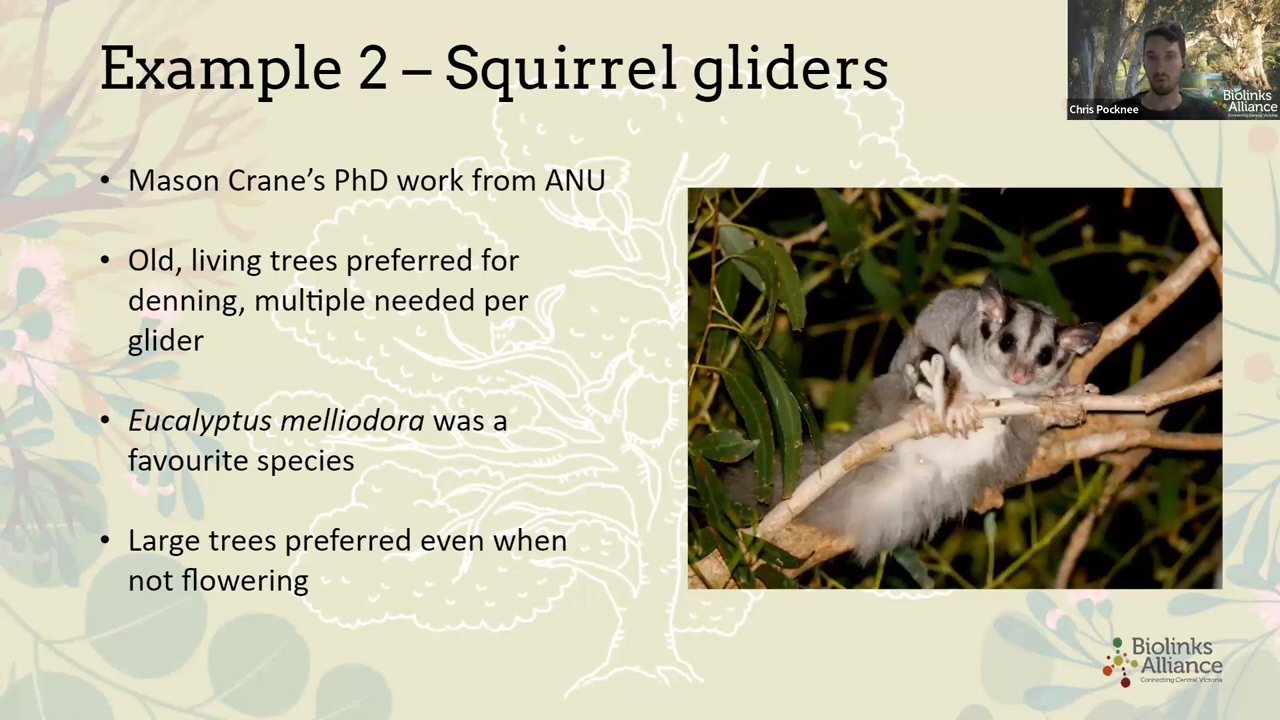 Example 2 – Squirrel gliders
Chris Pocknee
Biolinks
Alliance
Connecting Central Victoria
• Mason Crane's PhD work from ANU
• Old, living trees preferred for
denning, multiple needed per
glider
• Eucalyptus melliodora was a
favourite species
• Large trees preferred even when
not flowering
Biolinks
Alliance
Connecting Central Victoria